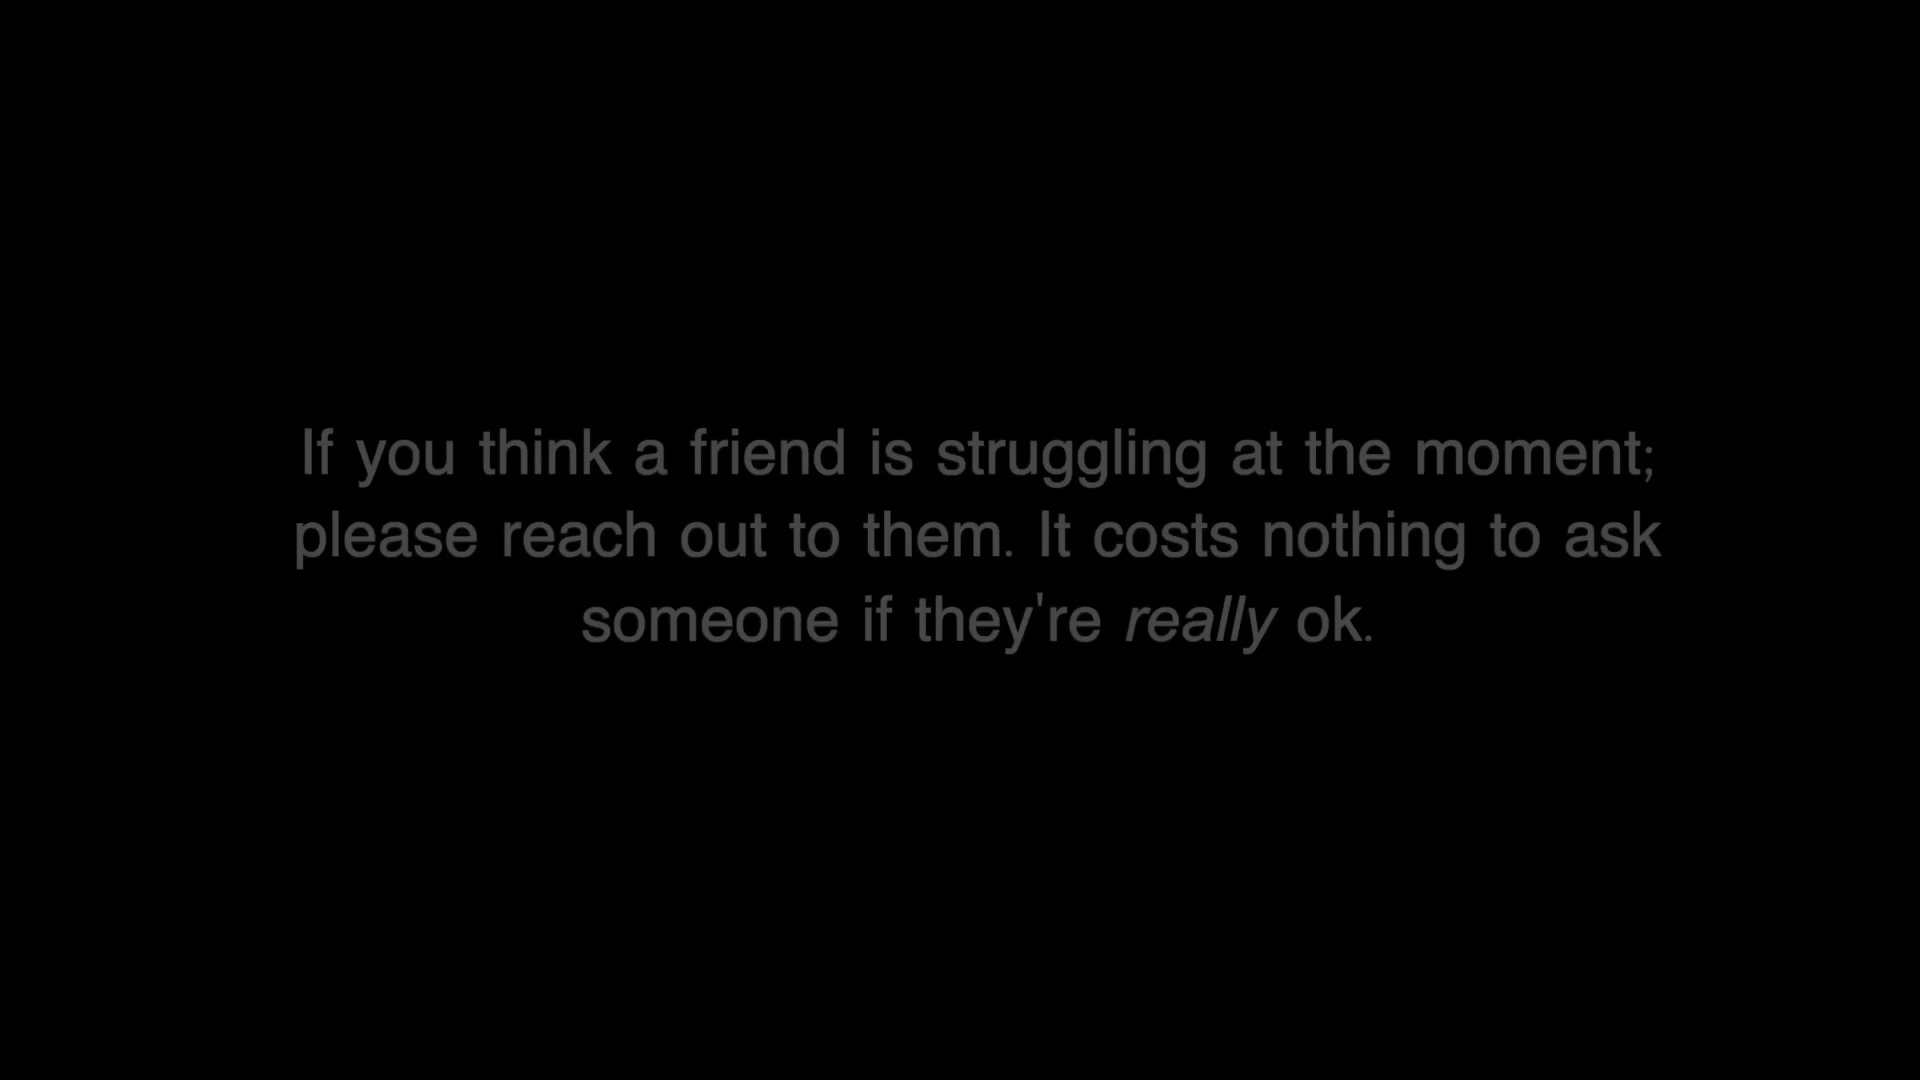 If you think a friend is struggling at the moment;
please reach out to them. It costs nothing to ask
someone if they're really ok.